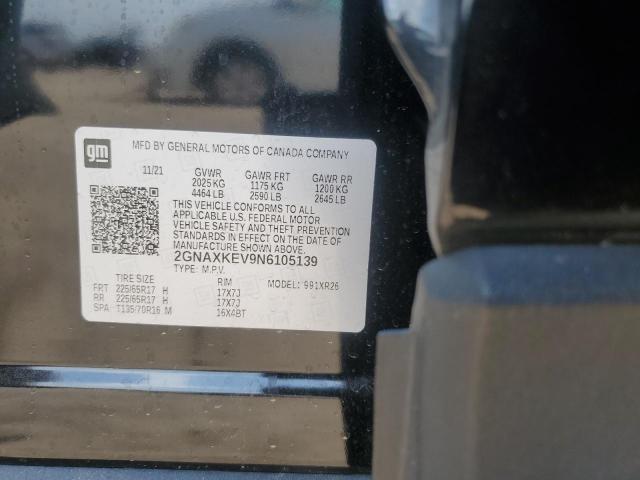 gm
MFD BY GENERAL MOTORS OF CANADA COMPANY
11/21 GVWR GAWR FRT GAWR RR
2025 KG 1175 KG 1200 KG
4464 LB 2590 LB 2645 LB
THIS VEHICLE CONFORMS TO ALL
APPLICABLE U.S. FEDERAL MOTOR
VEHICLE SAFETY AND THEFT PREVENTION
STANDARDS IN EFFECT ON THE DATE OF
MANUFACTURE SHOWN ABOVE.
2GNAXKEV9N6105139
TYPE: M.P.V.
TIRE SIZE RIM MODEL: 991XR26
FRT 225/65R17 H 17X7J
RR 225/65R17 H 17X7J
SPA T135/70R16 M 16X4BT